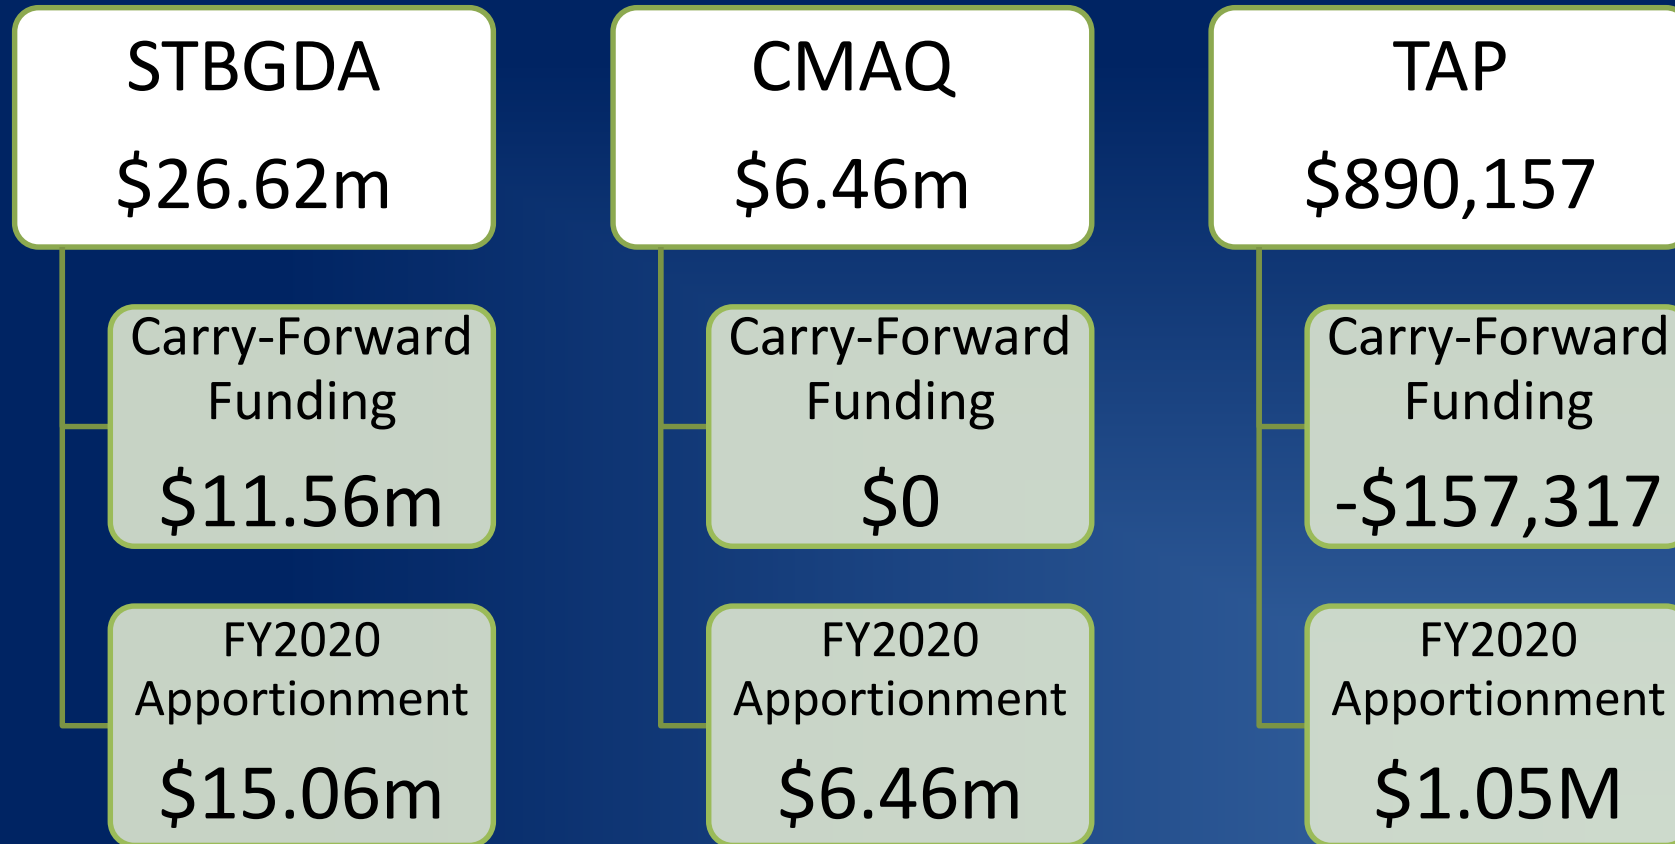 STBGDA
$26.62m
Carry-Forward
Funding
$11.56m
FY2020
Apportionment
$15.06m
CMAQ
$6.46m
Carry-Forward
Funding
$0
FY2020
Apportionment
$6.46m
TAP
$890,157
Carry-Forward
Funding
-$157,317
FY2020
Apportionment
$1.05M